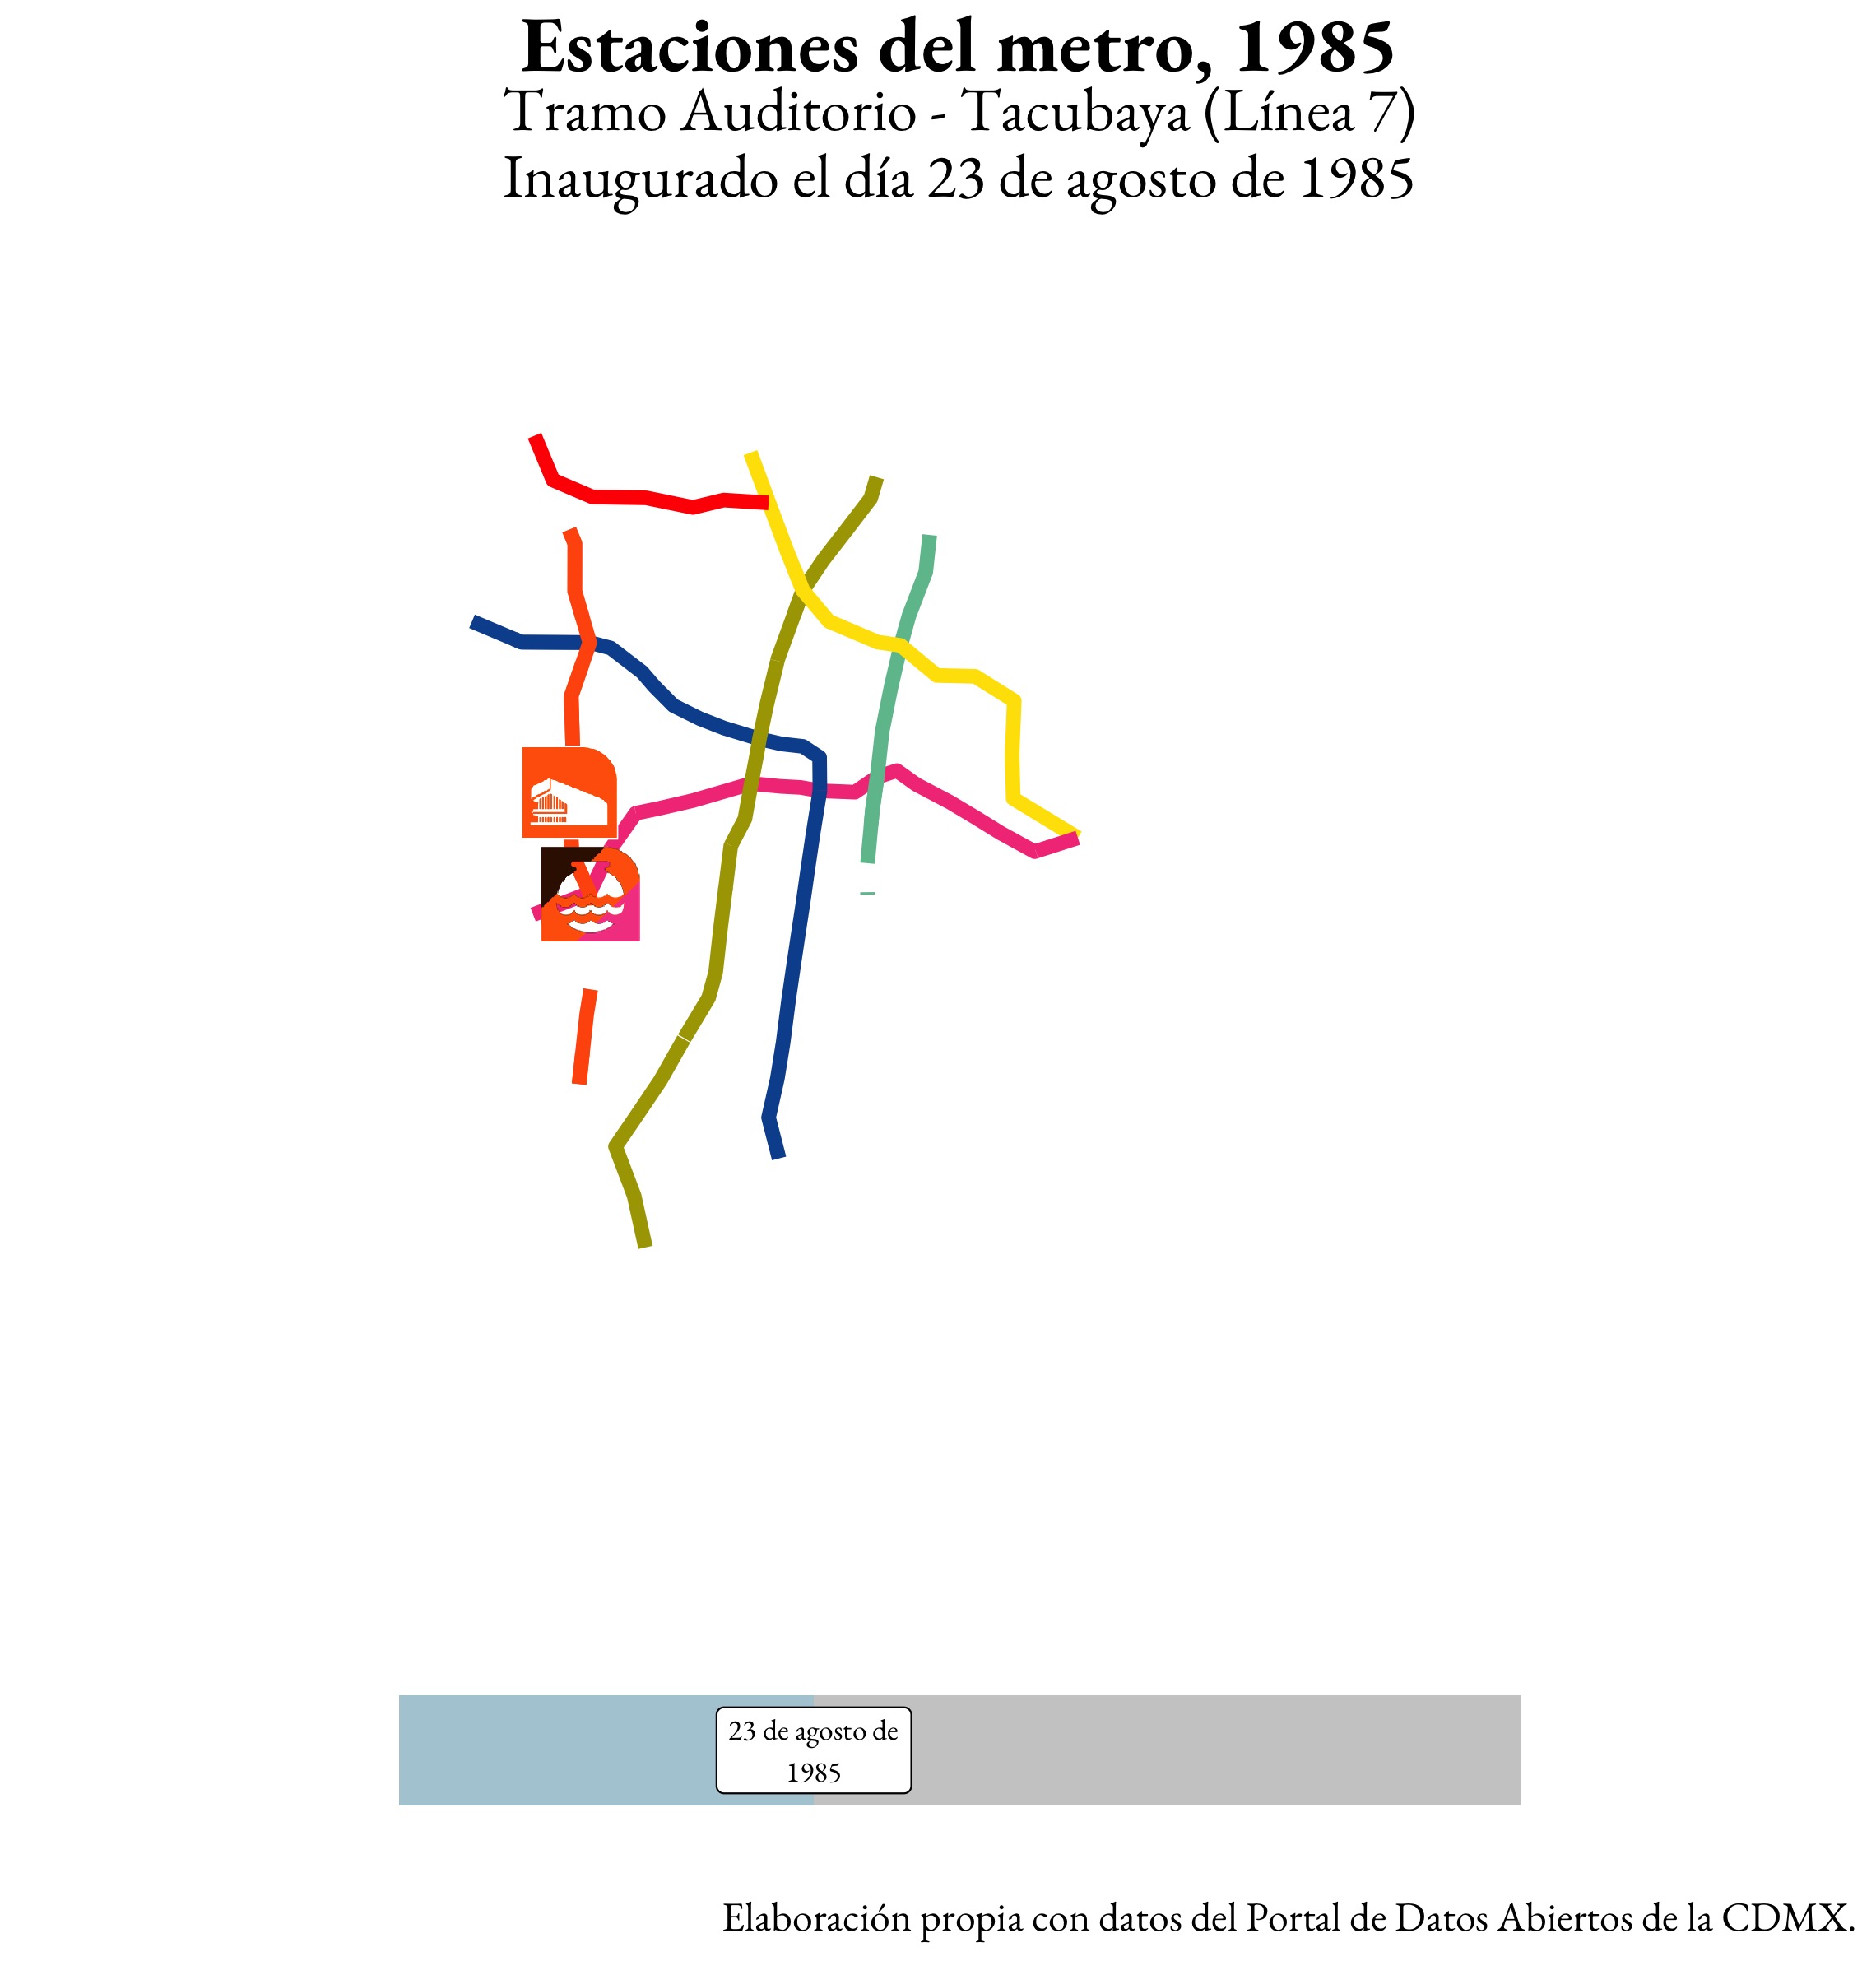 Estaciones del metro, 1985
Tramo Auditorio - Tacubaya (Línea 7)
Inaugurado el día 23 de agosto de 1985
23 de agosto de
1985
Elaboración propia con datos del Portal de Datos Abiertos de la CDMX.